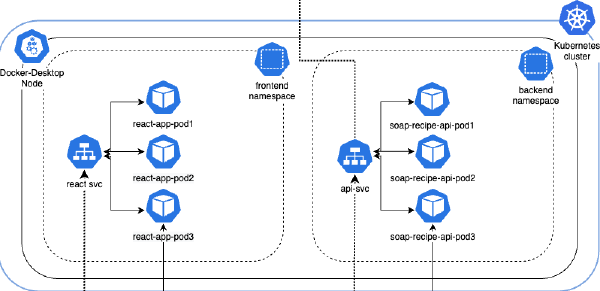 Kubernetes
cluster
Docker-Desktop
Node
frontend
namespace
backend
namespace
react-app-pod1
soap-recipe-api-pod1
react svc
react-app-pod2
api-svc
soap-recipe-api-pod2
react-app-pod3
soap-recipe-api-pod3